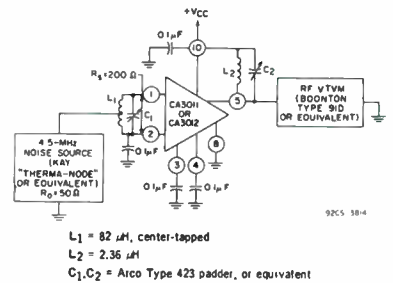 +VCC
0.1µF
10
L2
C2
RS=200 Ω
L1
C1
1
2
CA3011
OR
CA3012
5
8
3
4
RF VTVM
(BOONTON
TYPE 91D
OR EQUIVALENT)
0.1µF
4.5-MHz
NOISE SOURCE
(KAY
"THERMA-NODE"
OR EQUIVALENT)
R0=50Ω
0.1µF
0.1µF
92CS 3814
L1 = 82 µH, center-tapped
L2 = 2.36 µH
C1,C2 = Arco Type 423 padder, or equivalent